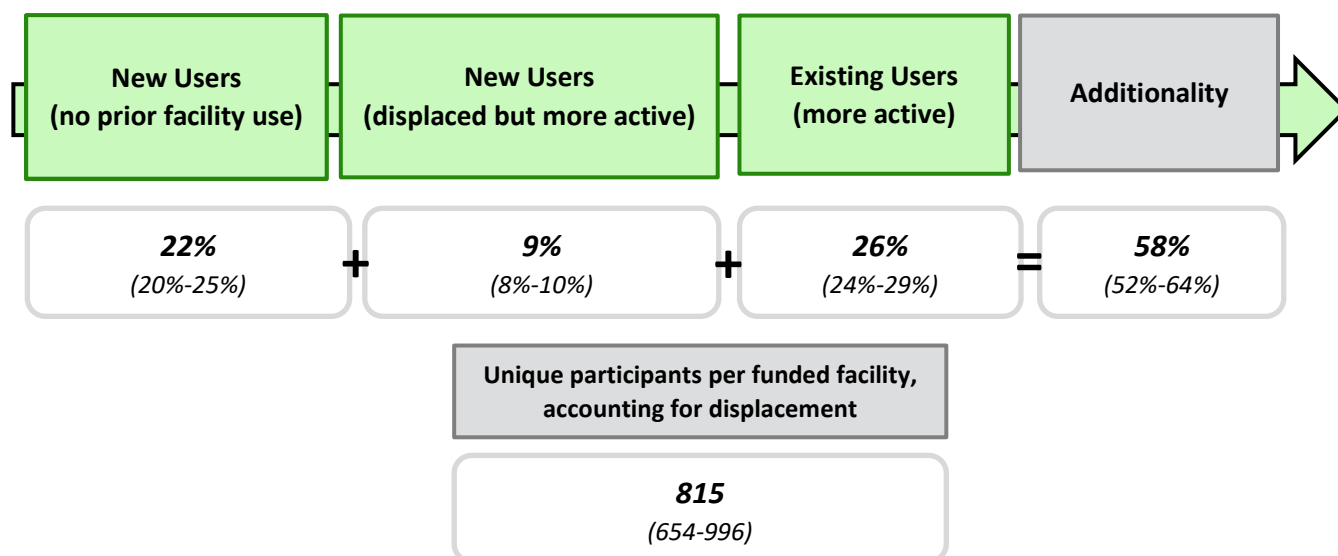 New Users
(no prior facility use)
New Users
(displaced but more active)
Existing Users
(more active)
Additionality
22%
(20%-25%)
+
9%
(8%-10%)
+
26%
(24%-29%)
=
58%
(52%-64%)
Unique participants per funded facility,
accounting for displacement
815
(654-996)